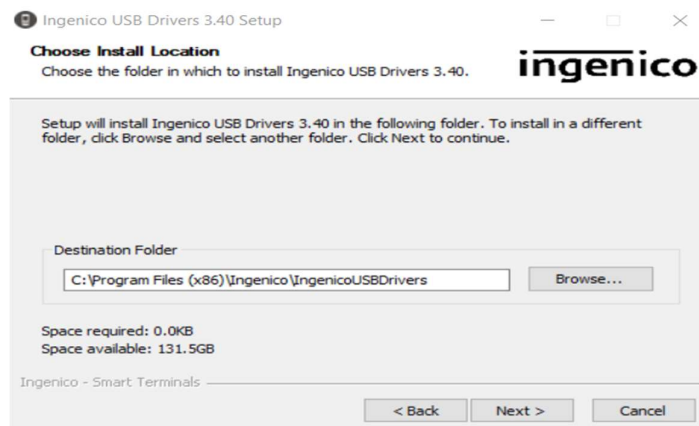 Ingenico USB Drivers 3.40 Setup
Choose Install Location
Choose the folder in which to install Ingenico USB Drivers 3.40.
ingenico
Setup will install Ingenico USB Drivers 3.40 in the following folder. To install in a different
folder, click Browse and select another folder. Click Next to continue.
Destination Folder
C:\Program Files (x86)\Ingenico\IngenicoUSBDrivers
Browse...
Space required: 0.0KB
Space available: 131.5GB
Ingenico - Smart Terminals
< Back
Next >
Cancel